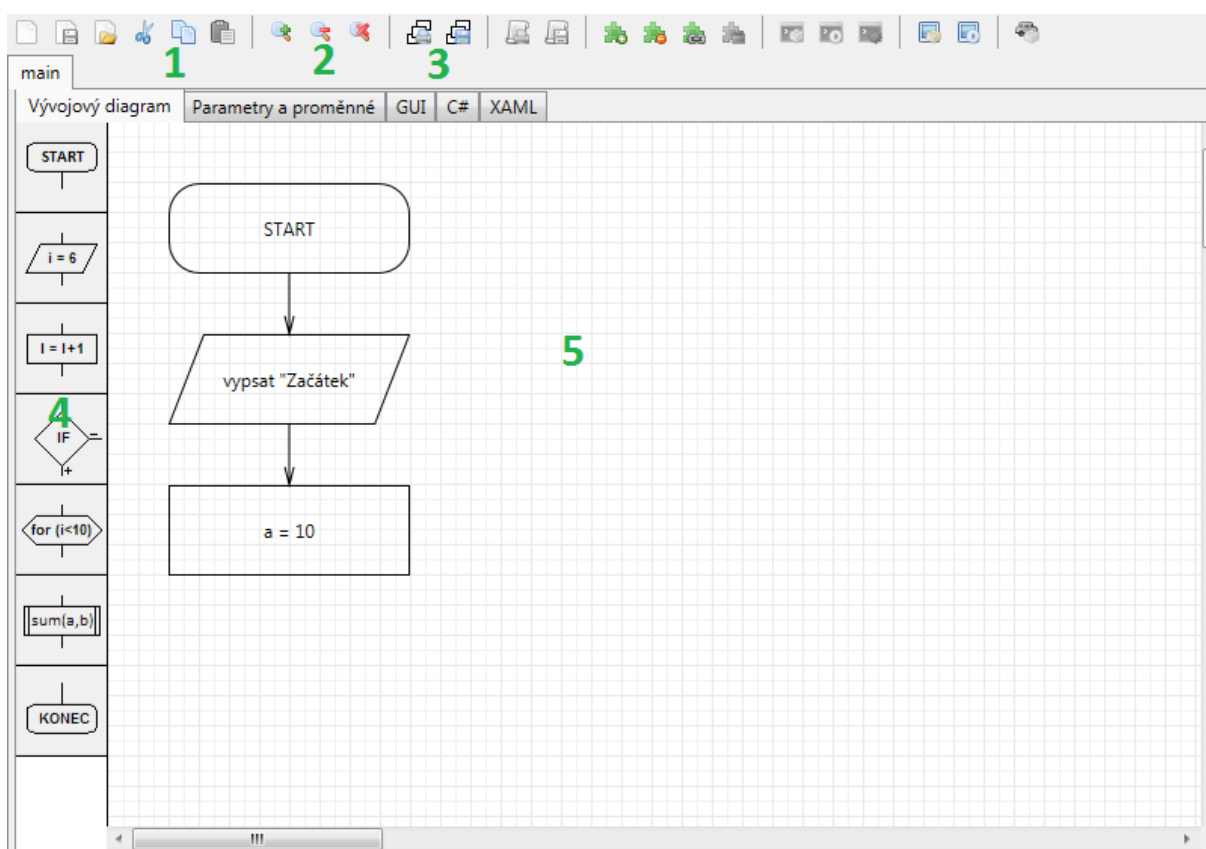 1 2 3
main
Vývojový diagram Parametry a proměnné GUI C# XAML
START
i = 6
I = I+1
4
IF
=
+
for (i<10)
sum(a,b)
KONEC
START
vypsat "Začátek"
a = 10
5